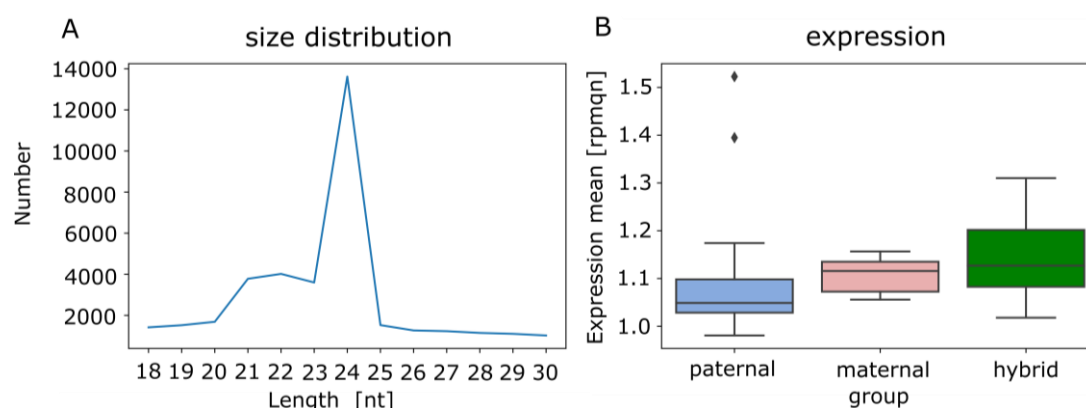 A
size distribution
Number
14000
12000
10000
8000
6000
4000
2000
18 19 20 21 22 23 24 25 26 27 28 29 30
Length [nt]
B
expression
Expression mean [rpmqn]
1.5
1.4
1.3
1.2
1.1
1.0
paternal maternal hybrid
group